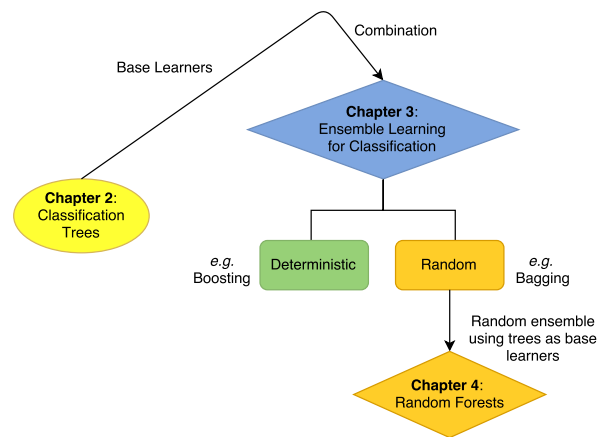 Combination
Base Learners
Chapter 3:
Ensemble Learning
for Classification
Chapter 2:
Classification
Trees
e.g.
Boosting
Deterministic
Random
e.g.
Bagging
Random ensemble
using trees as base
learners
Chapter 4:
Random Forests